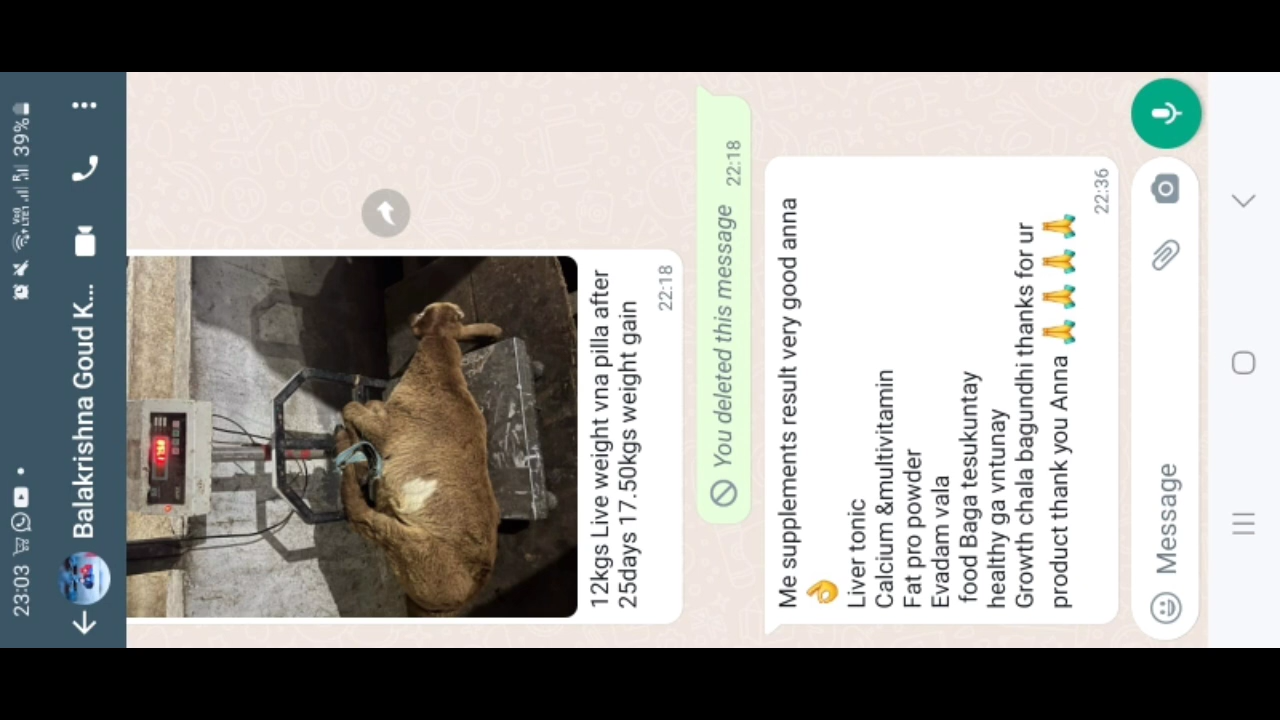 23:03 39%
Balakrishna Goud K...
12kgs Live weight vna pilla after
25days 17.50kgs weight gain
22:18
You deleted this message 22:18
Me supplements result very good anna
👌
Liver tonic
Calcium &multivitamin
Fat pro powder
Evadam vala
food Baga tesukuntay
healthy ga vntunay
Growth chala bagundhi thanks for ur
product thank you Anna 🙏 🙏 🙏 🙏
22:36
Message